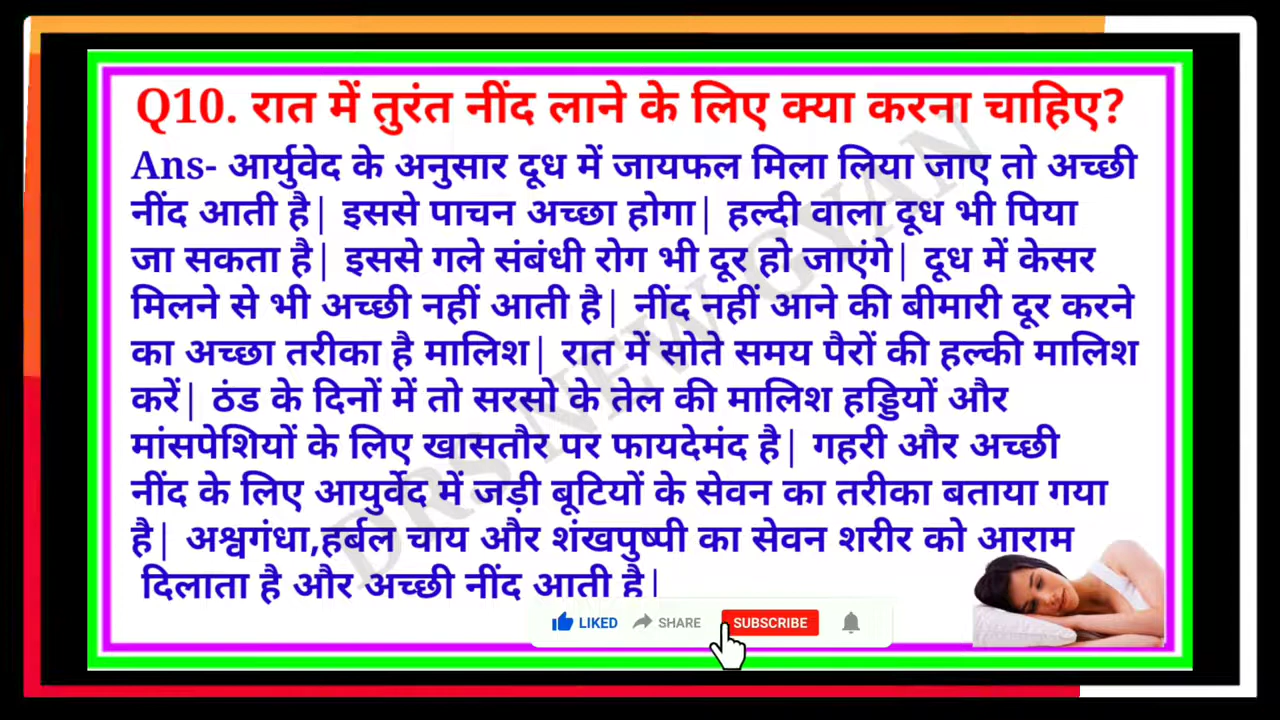 Q10. रात में तुरंत नींद लाने के लिए क्या करना चाहिए?
Ans- आर्युवेद के अनुसार दूध में जायफल मिला लिया जाए तो अच्छी
नींद आती है| इससे पाचन अच्छा होगा| हल्दी वाला दूध भी पिया
जा सकता है| इससे गले संबंधी रोग भी दूर हो जाएंगे| दूध में केसर
मिलने से भी अच्छी नहीं आती है| नींद नहीं आने की बीमारी दूर करने
का अच्छा तरीका है मालिश| रात में सोते समय पैरों की हल्की मालिश
करें| ठंड के दिनों में तो सरसो के तेल की मालिश हड्डियों और
मांसपेशियों के लिए खासतौर पर फायदेमंद है| गहरी और अच्छी
नींद के लिए आयुर्वेद में जड़ी बूटियों के सेवन का तरीका बताया गया
है| अश्वगंधा,हर्बल चाय और शंखपुष्पी का सेवन शरीर को आराम
दिलाता है और अच्छी नींद आती है|
DRS NEW GYAN
LIKED SHARE SUBSCRIBE